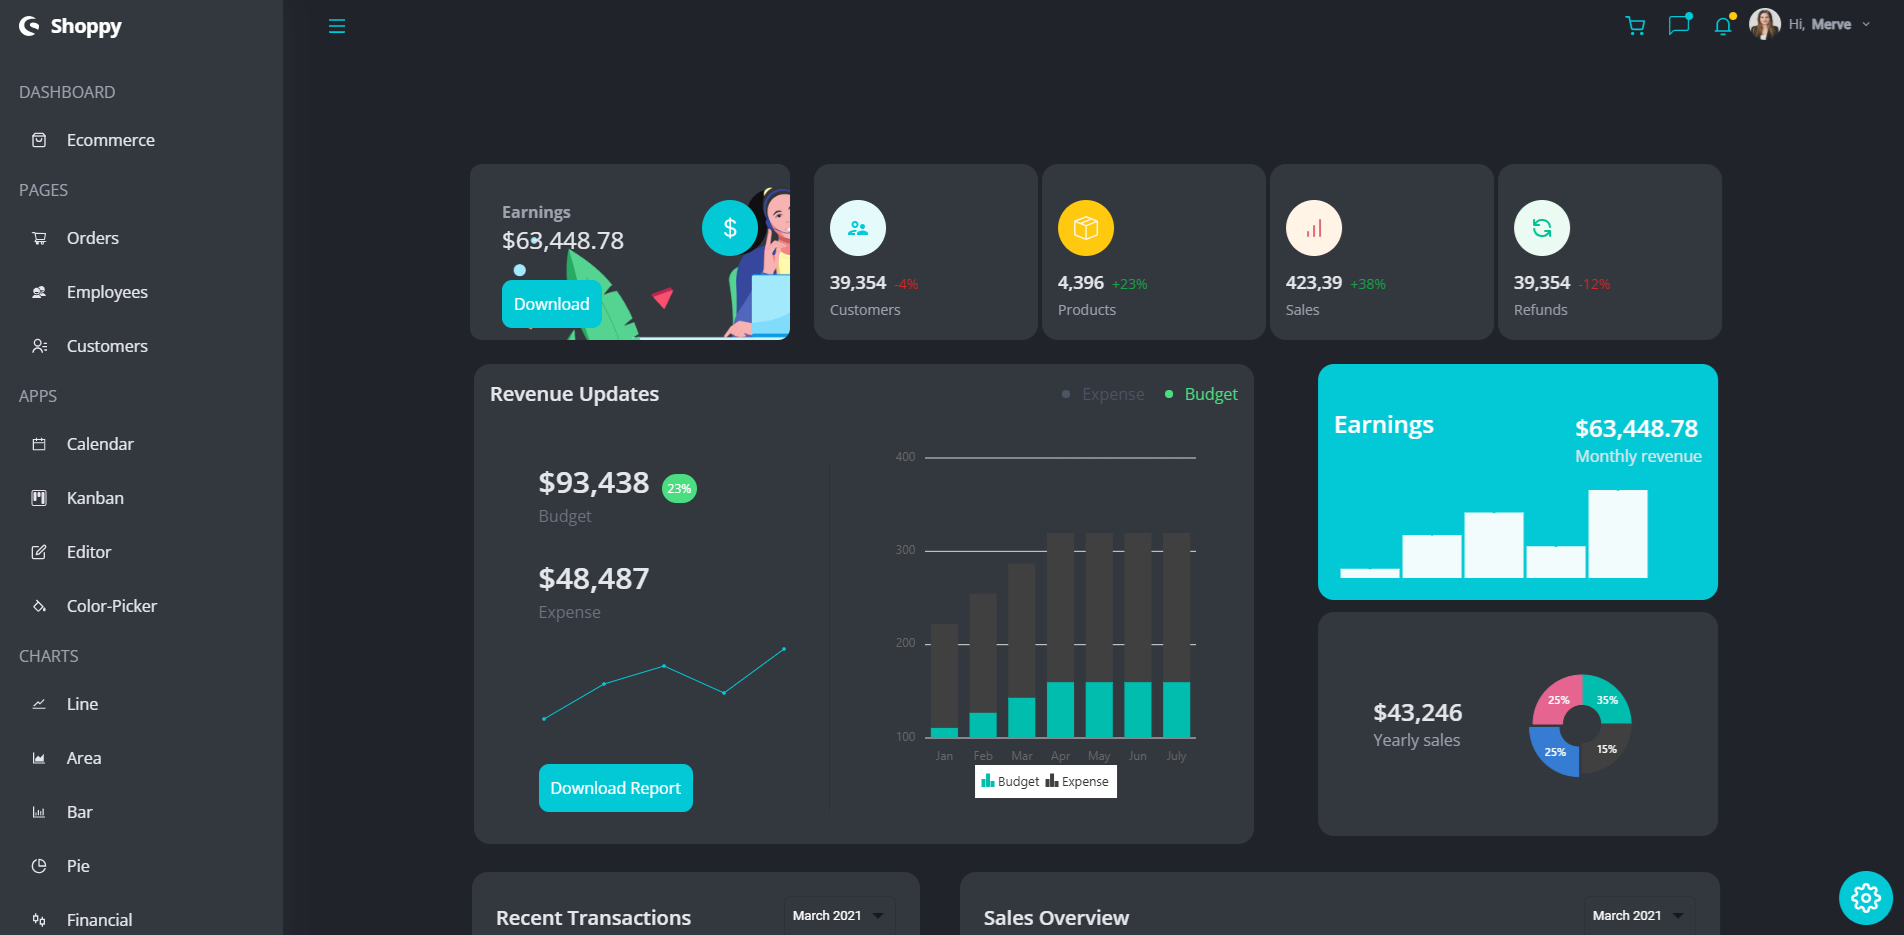 Shoppy
Hi, Merve
DASHBOARD
Ecommerce
PAGES
Orders
Employees
Customers
APPS
Calendar
Kanban
Editor
Color-Picker
CHARTS
Line
Area
Bar
Pie
Financial
Earnings
$63,448.78
Download
$
39,354 -4%
Customers
4,396 +23%
Products
423,39 +38%
Sales
39,354 -12%
Refunds
Revenue Updates
Expense Budget
$93,438 23%
Budget
$48,487
Expense
Download Report
400
300
200
100
Jan Feb Mar Apr May Jun July
Budget Expense
Earnings
$63,448.78
Monthly revenue
$43,246
Yearly sales
25% 35%
25% 15%
Recent Transactions
March 2021
Sales Overview
March 2021